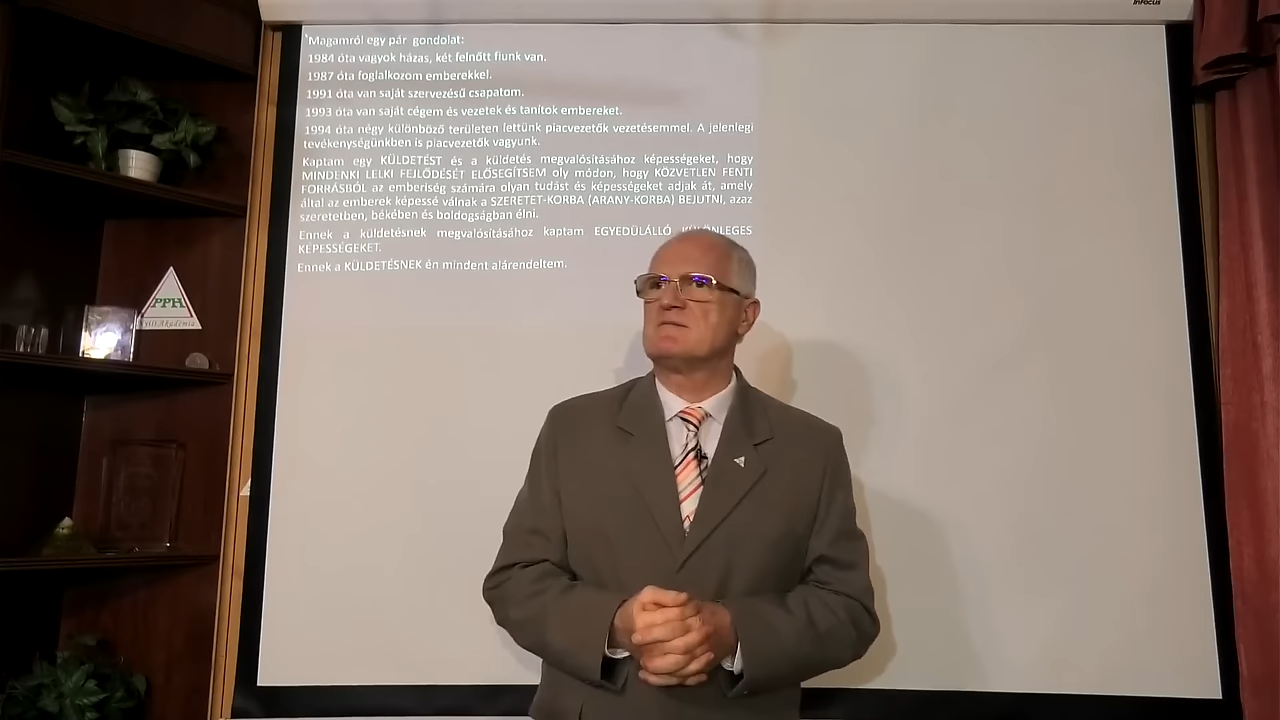 InFocus
Magamról egy pár gondolat:
1984 óta vagyok házas, két felnőtt fiunk van.
1987 óta foglalkozom emberekkel.
1991 óta van saját szervezésű csapatom.
1993 óta van saját cégem és vezetek és tanítok embereket.
1994 óta négy különböző területen lettünk piacvezetők vezetésemmel. A jelenlegi
tevékenységünkben is piacvezetők vagyunk.
Kaptam egy KÜLDETÉST és a küldetés megvalósításához képességeket, hogy
MINDENKI LELKI FEJLŐDÉSÉT ELŐSEGÍTSEM oly módon, hogy KÖZVETLEN FENTI
FORRÁSBÓL az emberiség számára olyan tudást és képességeket adjak át, amely
által az emberek képessé válnak a SZERETET-KORBA (ARANY-KORBA) BEJUTNI, azaz
szeretetben, békében és boldogságban élni.
Ennek a küldetésnek megvalósításához kaptam EGYEDÜLÁLLÓ KÜLÖNLEGES
KÉPESSÉGEKET.
Ennek a KÜLDETÉSNEK én mindent alárendeltem.
PPH
Nyílt Akadémia